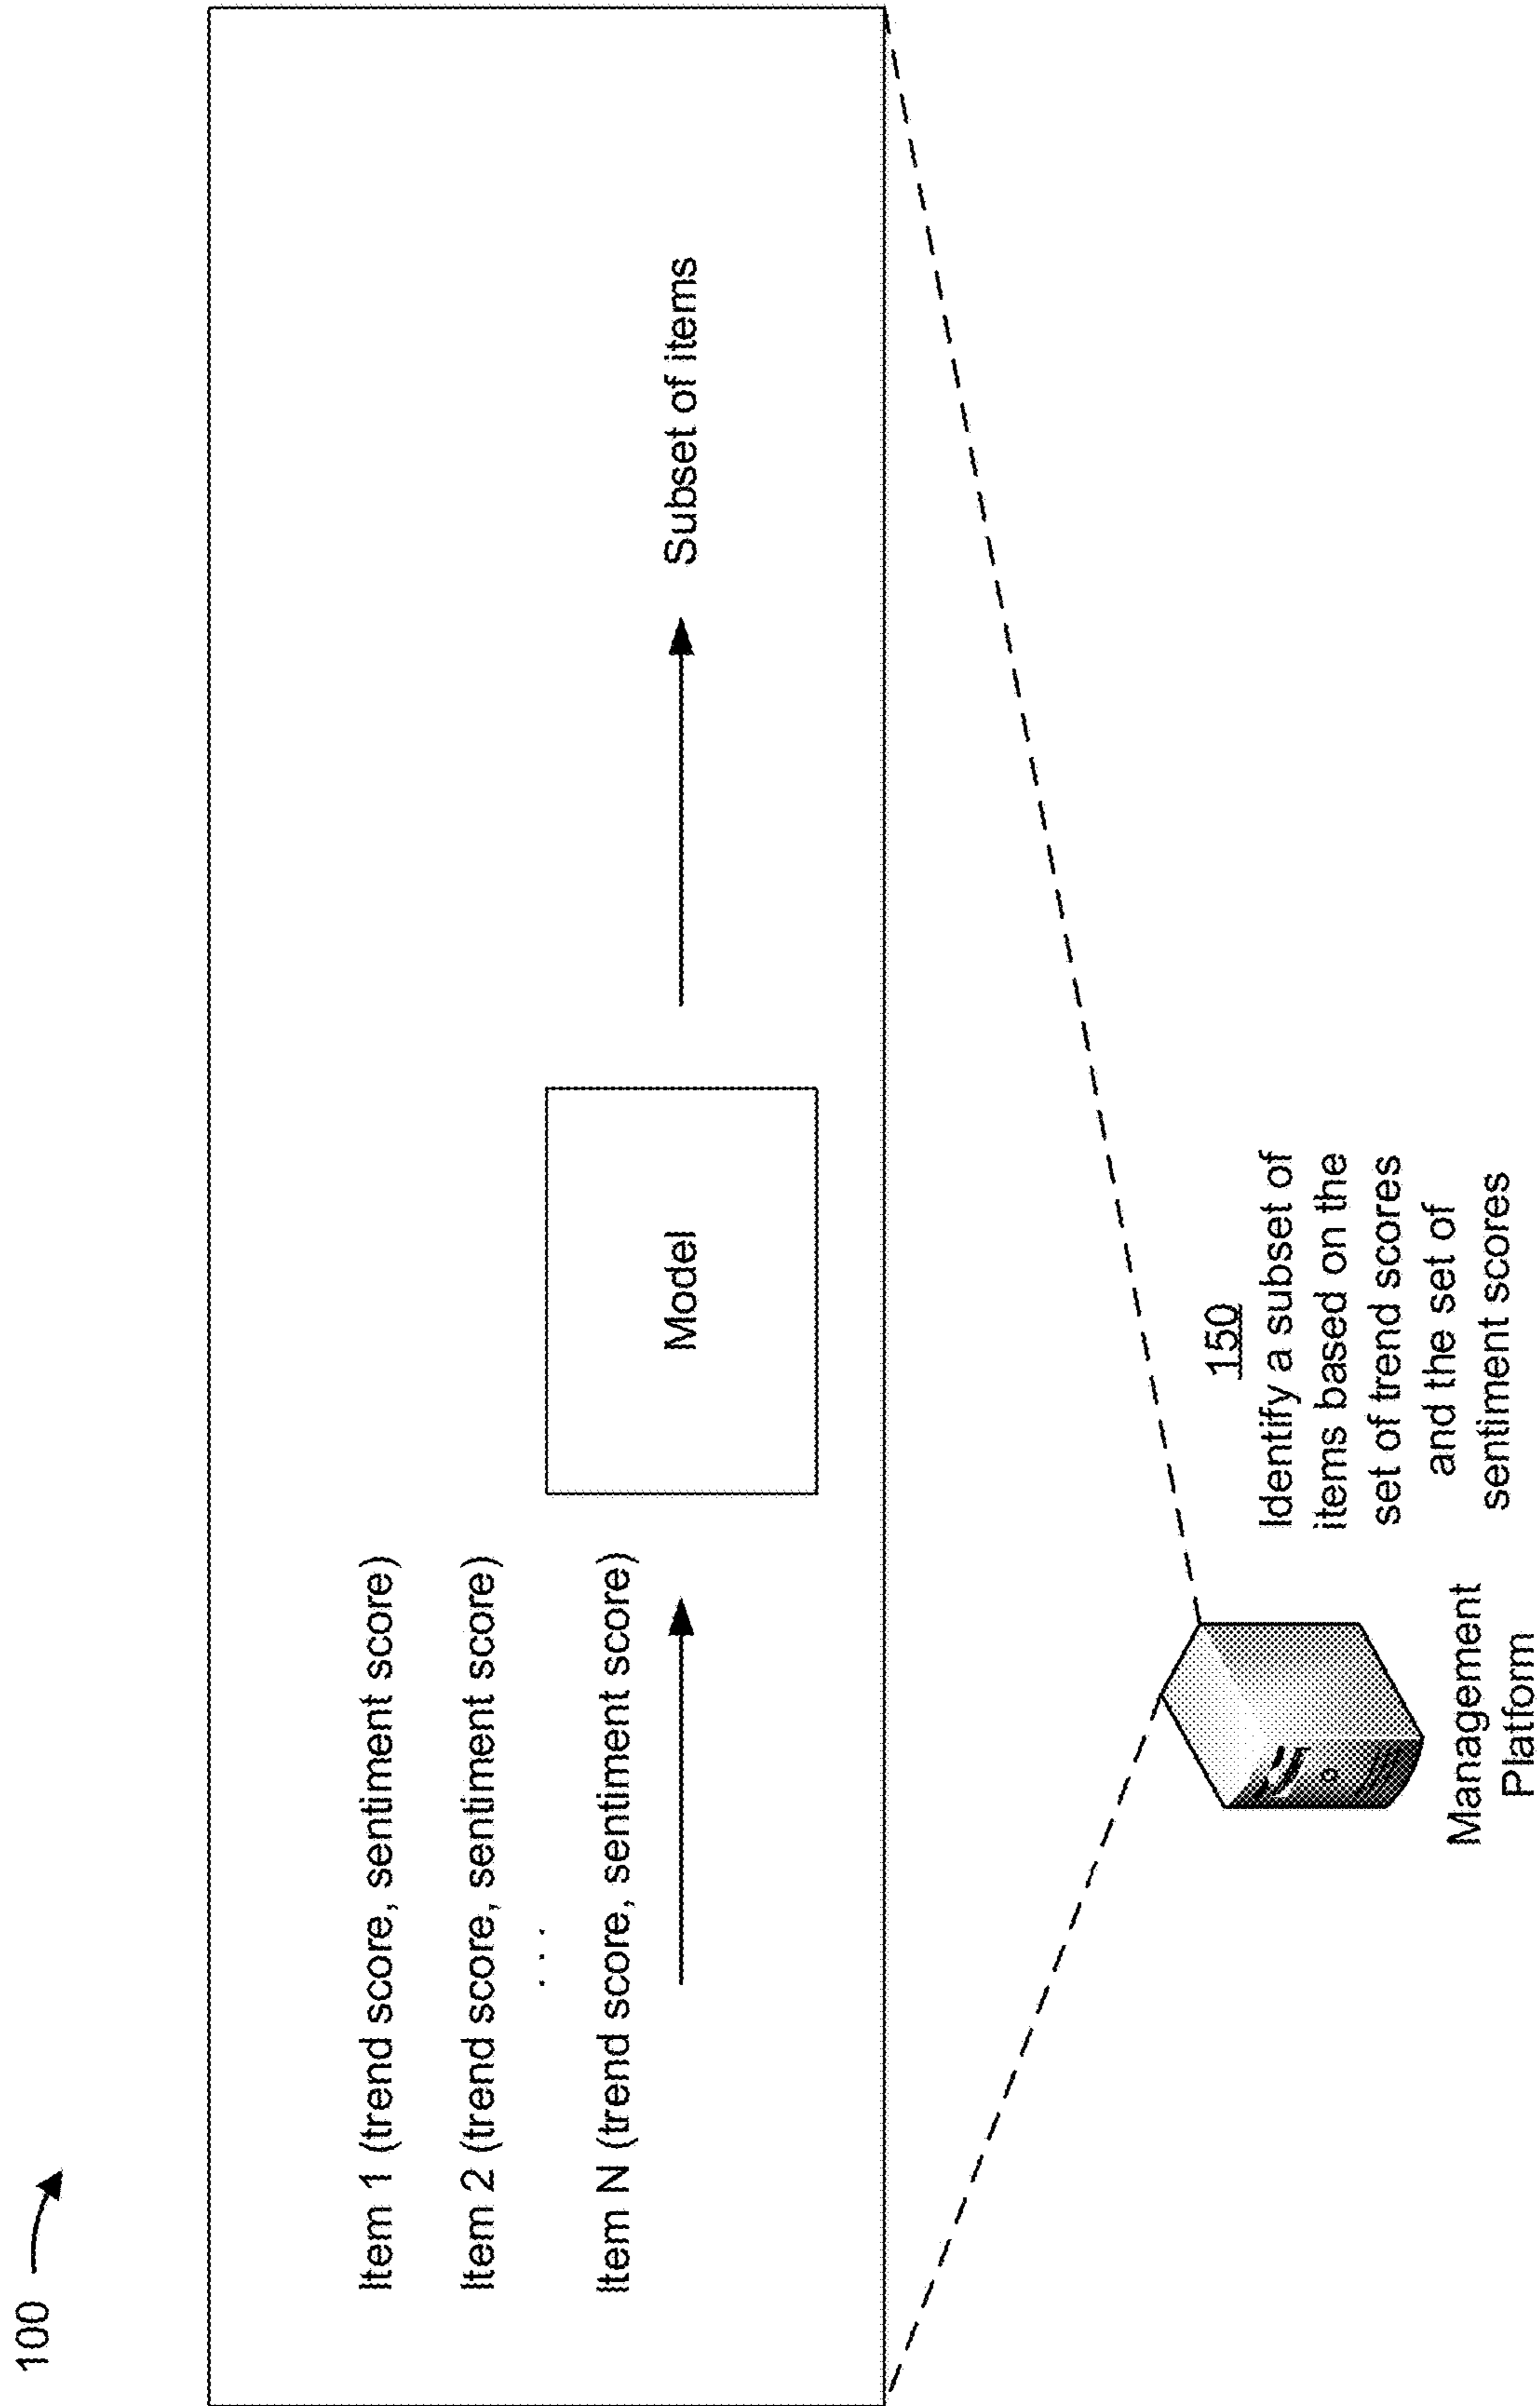 100
Item 1 (trend score, sentiment score)
Item 2 (trend score, sentiment score)
. . .
Item N (trend score, sentiment score)
Model
Subset of items
150
Identify a subset of
items based on the
set of trend scores
and the set of
sentiment scores
Management
Platform